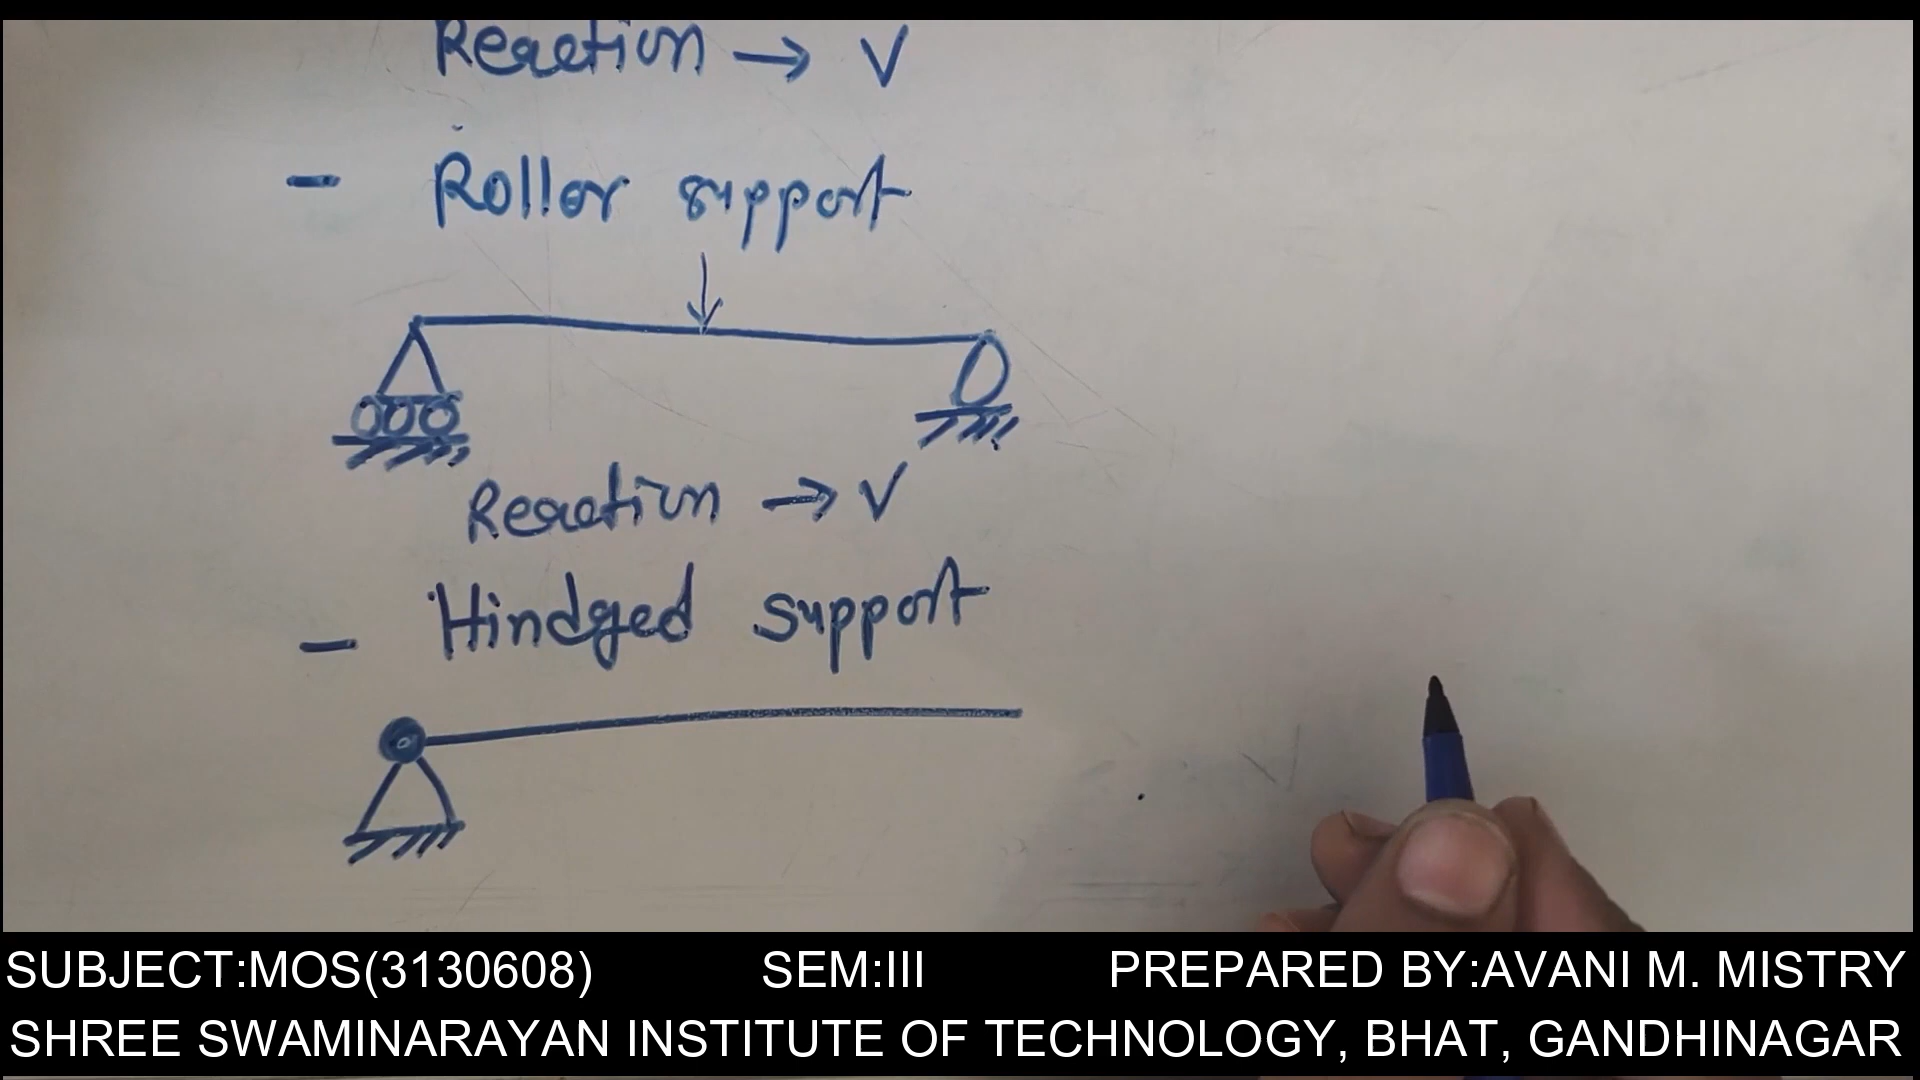 Reaction → V
- Rollor support
Reaction → V
- Hindged support
SUBJECT:MOS(3130608) SEM:III PREPARED BY:AVANI M. MISTRY
SHREE SWAMINARAYAN INSTITUTE OF TECHNOLOGY, BHAT, GANDHINAGAR